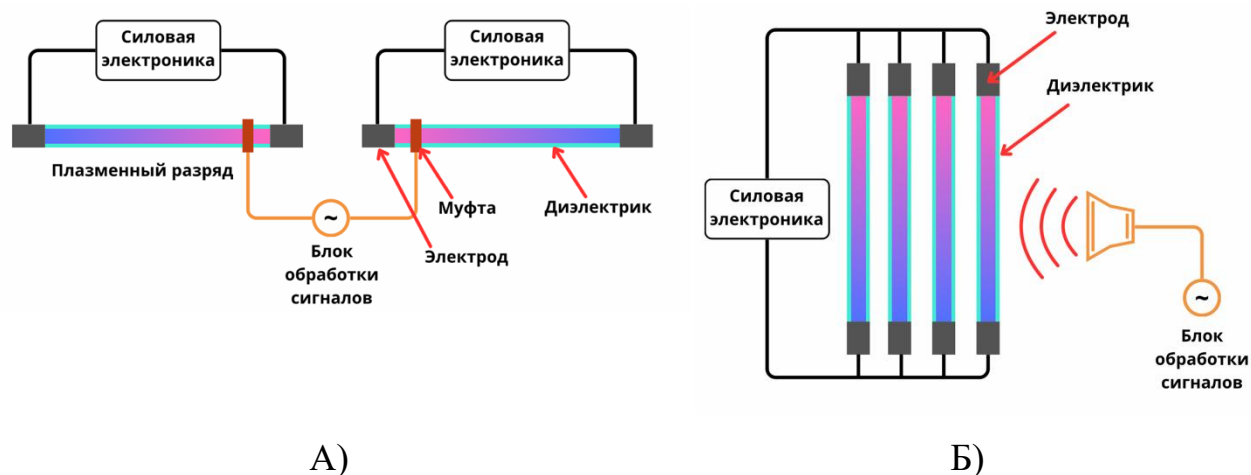 Силовая
электроника
Силовая
электроника
Плазменный разряд
Муфта
Диэлектрик
Электрод
~
Блок
обработки
сигналов
Электрод
Диэлектрик
Силовая
электроника
~
Блок
обработки
сигналов
А)
Б)